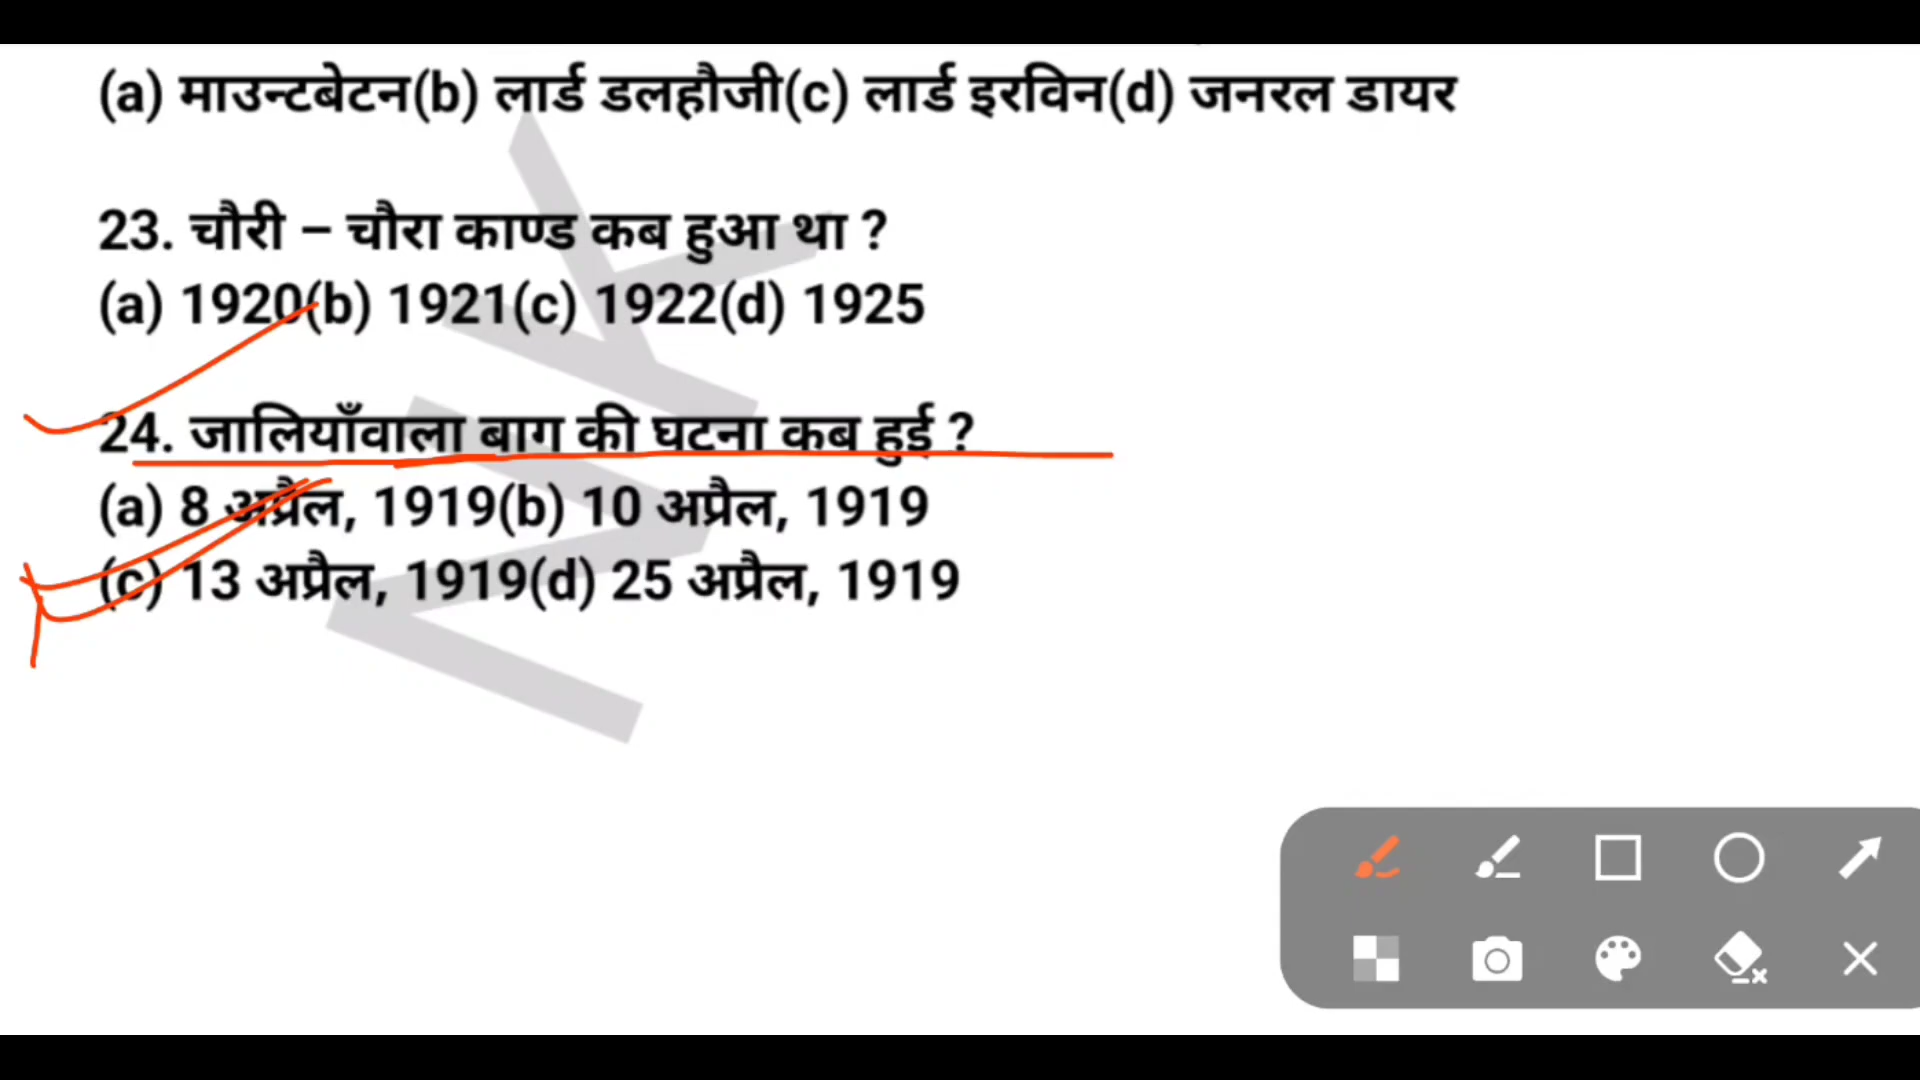 (a) माउन्टबेटन(b) लार्ड डलहौजी(c) लार्ड इरविन(d) जनरल डायर
23. चौरी – चौरा काण्ड कब हुआ था ?
(a) 1920(b) 1921(c) 1922(d) 1925
24. जालियाँवाला बाग की घटना कब हुई ?
(a) 8 अप्रैल, 1919(b) 10 अप्रैल, 1919
(c) 13 अप्रैल, 1919(d) 25 अप्रैल, 1919